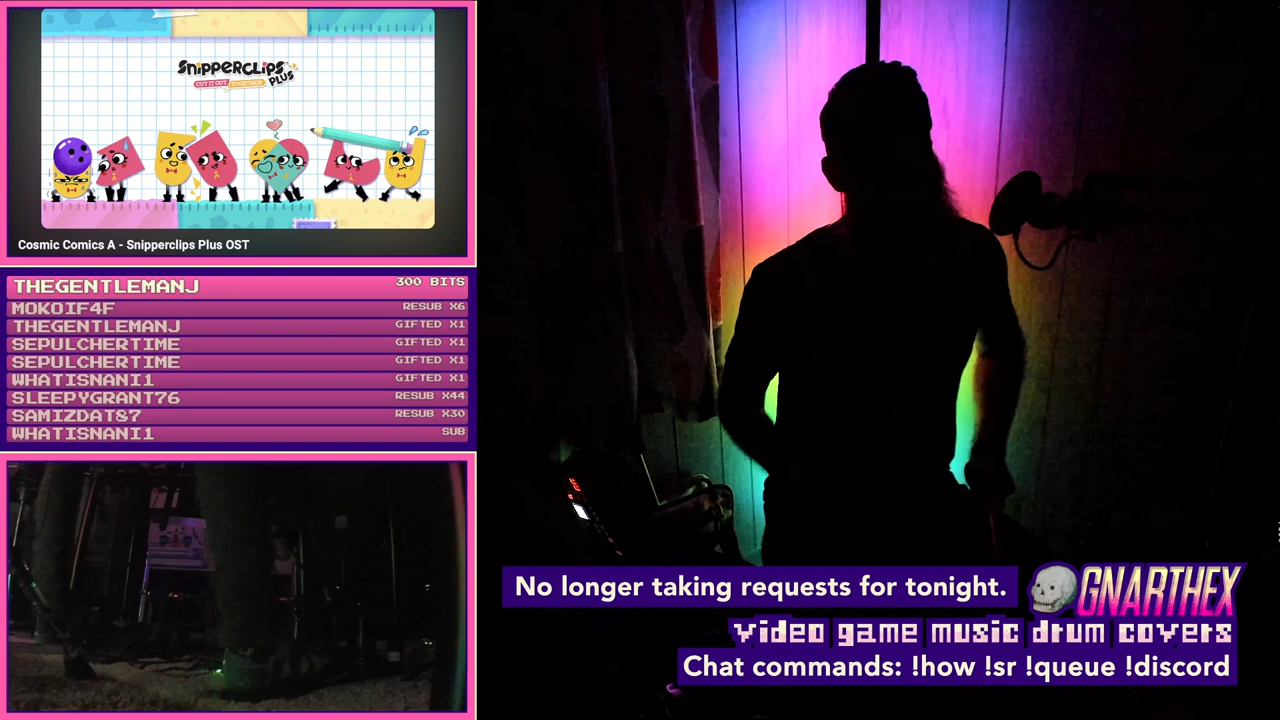 SNIPPERCLIPS
CUT IT OUT, TOGETHER!
PLUS
Cosmic Comics A - Snipperclips Plus OST
THEGENTLEMANJ 300 BITS
MOKOIF4F RESUB X6
THEGENTLEMANJ GIFTED X1
SEPULCHERTIME GIFTED X1
SEPULCHERTIME GIFTED X1
WHATISNANI1 GIFTED X1
SLEEPYGRANT76 RESUB X44
SAMIZDAT87 RESUB X30
WHATISNANI1 SUB
No longer taking requests for tonight.
GNARTHEX
video game music drum covers
Chat commands: !how !sr !queue !discord